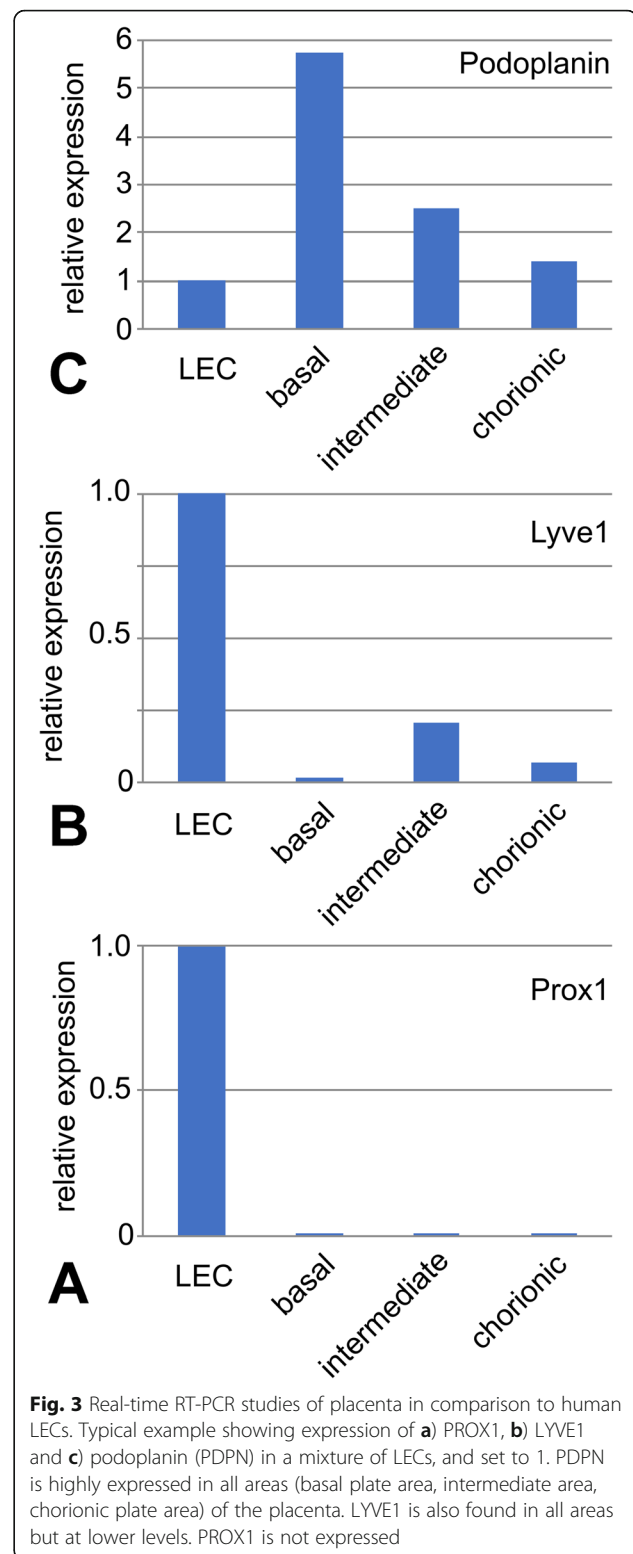 6
Podoplanin
5
4
3
2
1
0
relative expression
C
LEC
basal
intermediate
chorionic
1.0
Lyve1
0.5
0
relative expression
B
LEC
basal
intermediate
chorionic
1.0
Prox1
0.5
0
relative expression
A
LEC
basal
intermediate
chorionic
Fig. 3 Real-time RT-PCR studies of placenta in comparison to human
LECs. Typical example showing expression of a) PROX1, b) LYVE1
and c) podoplanin (PDPN) in a mixture of LECs, and set to 1. PDPN
is highly expressed in all areas (basal plate area, intermediate area,
chorionic plate area) of the placenta. LYVE1 is also found in all areas
but at lower levels. PROX1 is not expressed